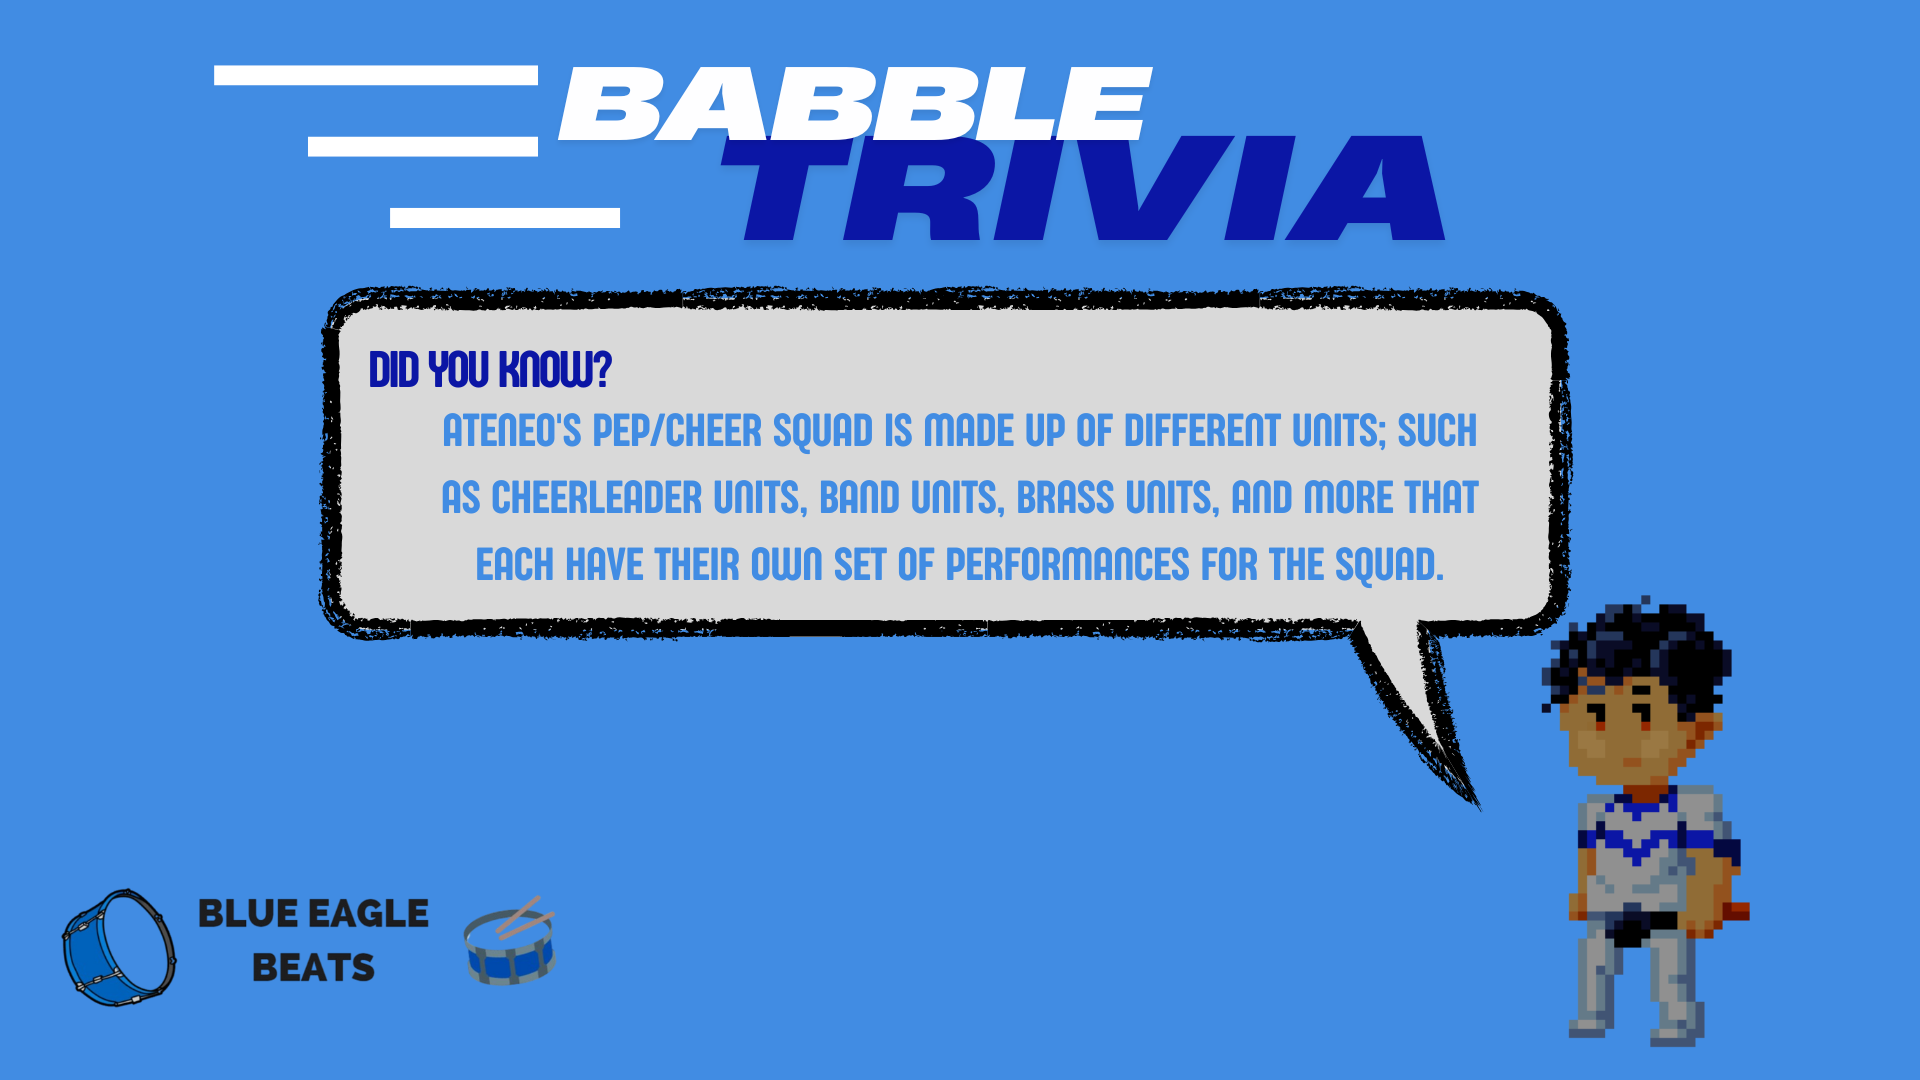 BABBLE
TRIVIA
DID YOU KNOW?
ATENEO'S PEP/CHEER SQUAD IS MADE UP OF DIFFERENT UNITS; SUCH
AS CHEERLEADER UNITS, BAND UNITS, BRASS UNITS, AND MORE THAT
EACH HAVE THEIR OWN SET OF PERFORMANCES FOR THE SQUAD.
BLUE EAGLE
BEATS